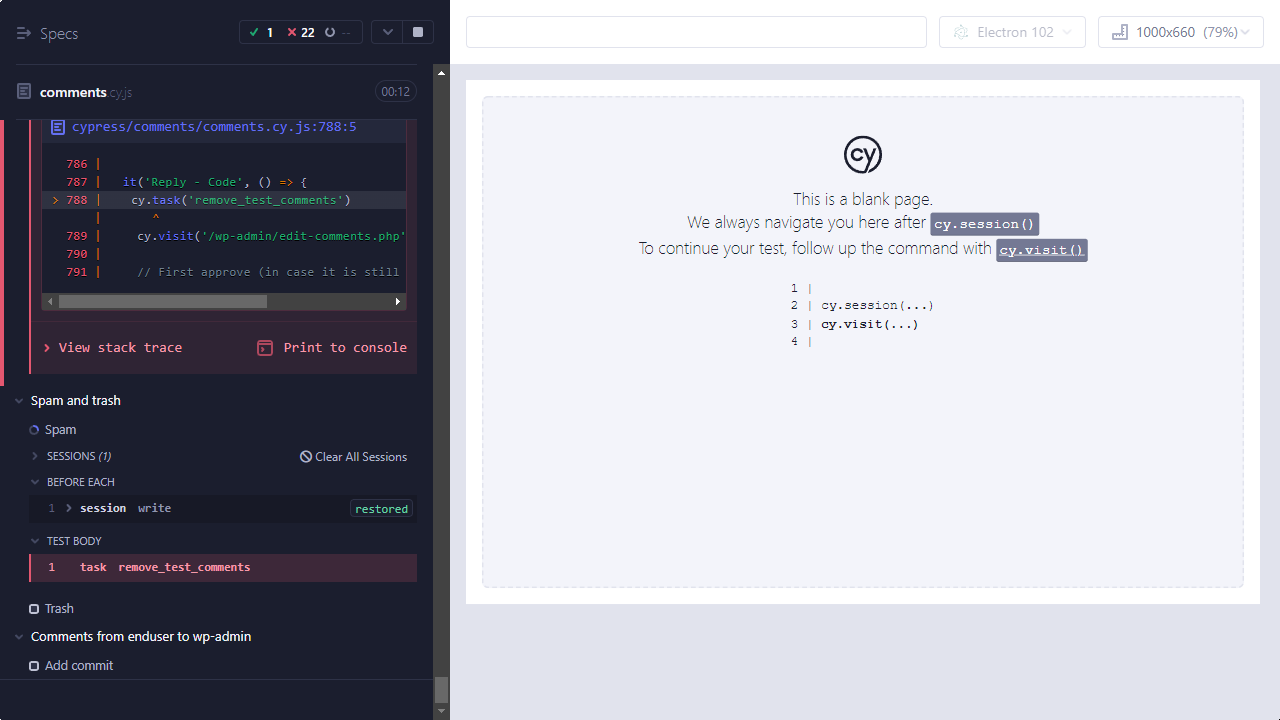 Specs
1 22 --
Electron 102
1000x660 (79%)
comments.cy.js
00:12
cypress/comments/comments.cy.js:788:5
786 |
787 | it('Reply - Code', () => {
> 788 | cy.task('remove_test_comments')
| ^
789 | cy.visit('/wp-admin/edit-comments.php'
790 |
791 | // First approve (in case it is still
View stack trace
Print to console
Spam and trash
Spam
SESSIONS (1)
Clear All Sessions
BEFORE EACH
1 session write restored
TEST BODY
1 task remove_test_comments
Trash
Comments from enduser to wp-admin
Add commit
cy
This is a blank page.
We always navigate you here after cy.session()
To continue your test, follow up the command with cy.visit()
1 |
2 | cy.session(...)
3 | cy.visit(...)
4 |